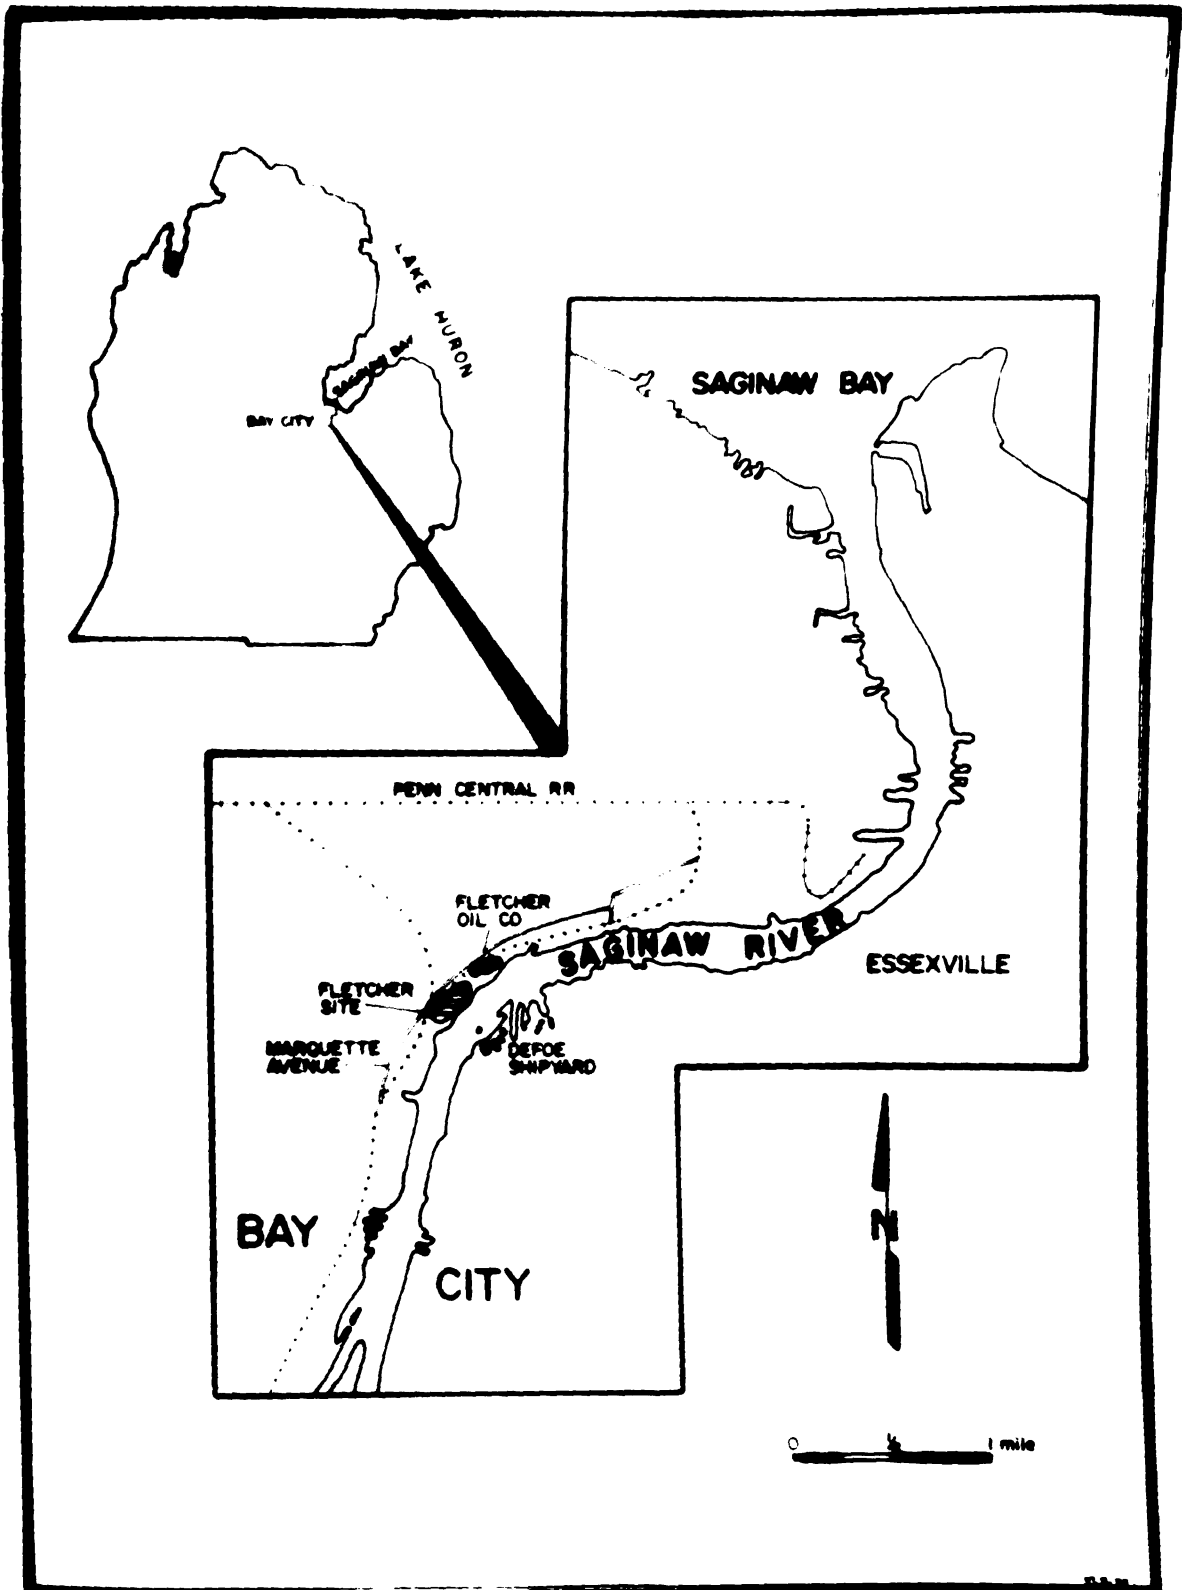 LAKE HURON
SAGINAW BAY
BAY CITY
SAGINAW BAY
PENN CENTRAL RR
FLETCHER
OIL CO
SAGINAW RIVER
ESSEXVILLE
FLETCHER
SITE
MARQUETTE
AVENUE
DEFOE
SHIPYARD
BAY
CITY
N
0 ½ 1 mile